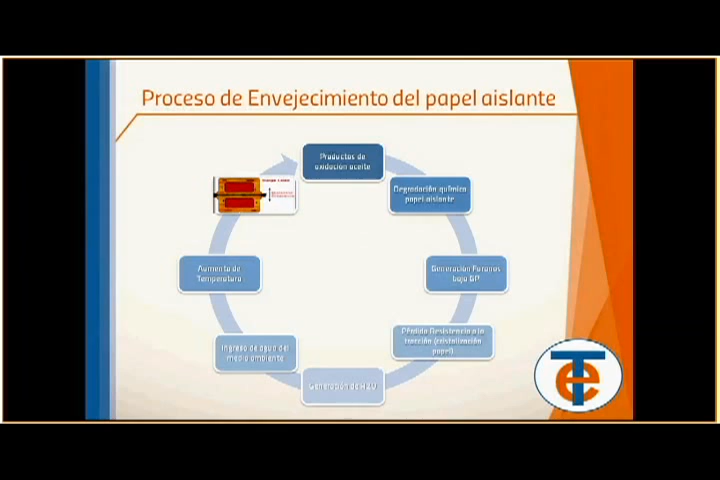 Proceso de Envejecimiento del papel aislante
Productos de
oxidación aceite
Degradación química
papel aislante
Generación Furanos
bajo GP
Pérdida Resistencia a la
tracción (cristalización
papel)
Generación de H2O
Ingreso de agua del
medio ambiente
Aumento de
Temperatura
Te